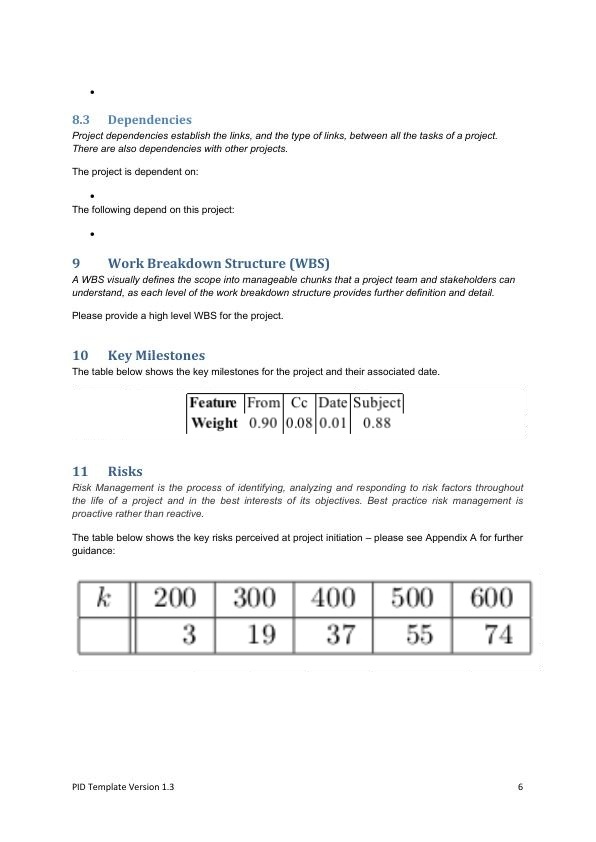 •
8.3 Dependencies
Project dependencies establish the links, and the type of links, between all the tasks of a project.
There are also dependencies with other projects.
The project is dependent on:
•
The following depend on this project:
•
9 Work Breakdown Structure (WBS)
A WBS visually defines the scope into manageable chunks that a project team and stakeholders can
understand, as each level of the work breakdown structure provides further definition and detail.
Please provide a high level WBS for the project.
10 Key Milestones
The table below shows the key milestones for the project and their associated date.
Feature From Cc Date Subject
Weight 0.90 0.08 0.01 0.88
11 Risks
Risk Management is the process of identifying, analyzing and responding to risk factors throughout
the life of a project and in the best interests of its objectives. Best practice risk management is
proactive rather than reactive.
The table below shows the key risks perceived at project initiation – please see Appendix A for further
guidance:
k 200 300 400 500 600
3 19 37 55 74
PID Template Version 1.3 6